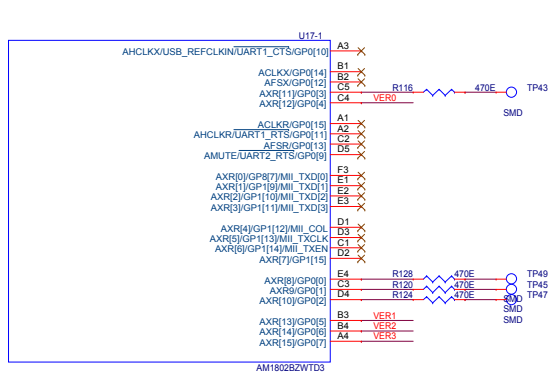 U17-1
AHCLKX/USB_REFCLKIN/UART1_CTS/GP0[10] A3
ACLKX/GP0[14] B1
AFSX/GP0[12] B2
AXR[11]/GP0[3] C5 R116 470E TP43
AXR[12]/GP0[4] C4 VER0
SMD
ACLKR/GP0[15] A1
AHCLKR/UART1_RTS/GP0[11] A2
AFSR/GP0[13] C2
AMUTE/UART2_RTS/GP0[9] D5
AXR[0]/GP8[7]/MII_TXD[0] F3
AXR[1]/GP1[9]/MII_TXD[1] E1
AXR[2]/GP1[10]/MII_TXD[2] E2
AXR[3]/GP1[11]/MII_TXD[3] E3
AXR[4]/GP1[12]/MII_COL D1
AXR[5]/GP1[13]/MII_TXCLK D3
AXR[6]/GP1[14]/MII_TXEN C1
AXR[7]/GP1[15] D2
AXR[8]/GP0[0] E4 R128 470E TP49
AXR9/GP0[1] C3 R120 470E TP45
AXR[10]/GP0[2] D4 R124 470E TP47
SMD
SMD
SMD
AXR[13]/GP0[5] B3 VER1
AXR[14]/GP0[6] B4 VER2
AXR[15]/GP0[7] A4 VER3
AM1802BZWTD3